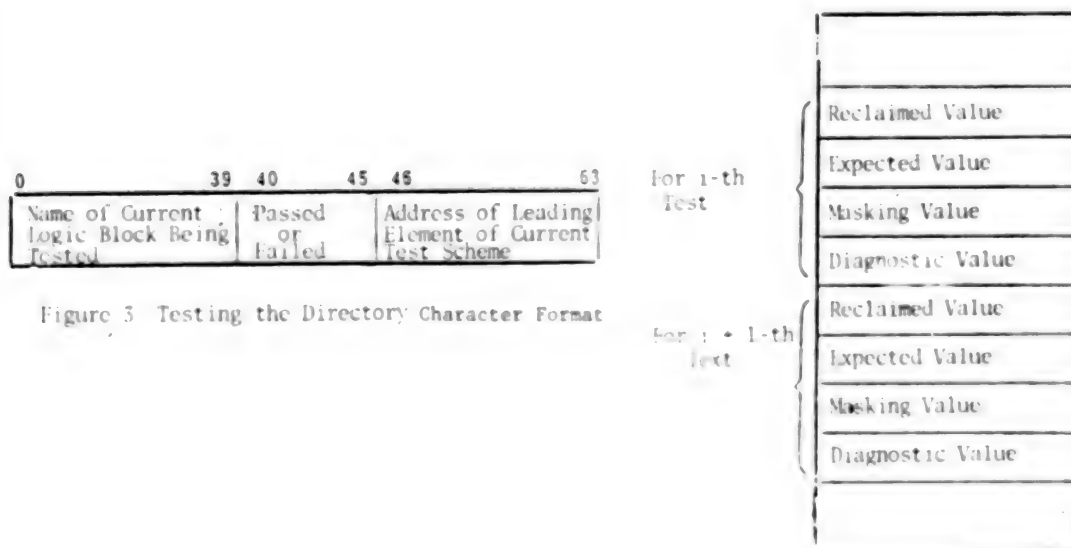 0 39 40 45 46 63
Name of Current
Logic Block Being
Tested
Passed
or
Failed
Address of Leading
Element of Current
Test Scheme
Figure 3 Testing the Directory Character Format
For i-th
Test
Reclaimed Value
Expected Value
Masking Value
Diagnostic Value
For i + 1-th
Text
Reclaimed Value
Expected Value
Masking Value
Diagnostic Value